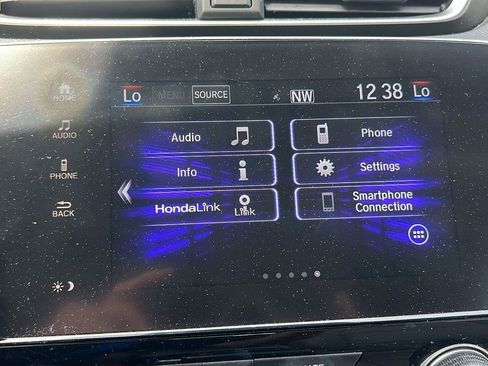 HOME
Lo MENU SOURCE NW 12 38 Lo
AUDIO
Audio
Phone
PHONE
Info
Settings
BACK
HondaLink
Link
Smartphone
Connection